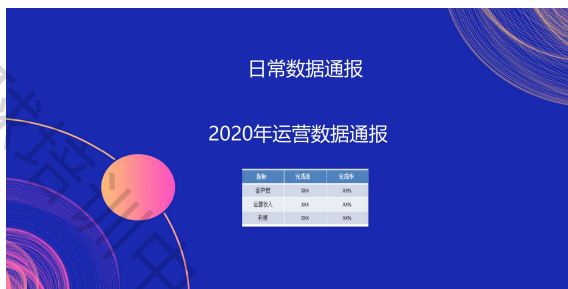 日常数据通报
2020年运营数据通报
指标 完成数 完成率
客户数 XXX XX%
运营收入 XXX XX%
利润 XXX XX%